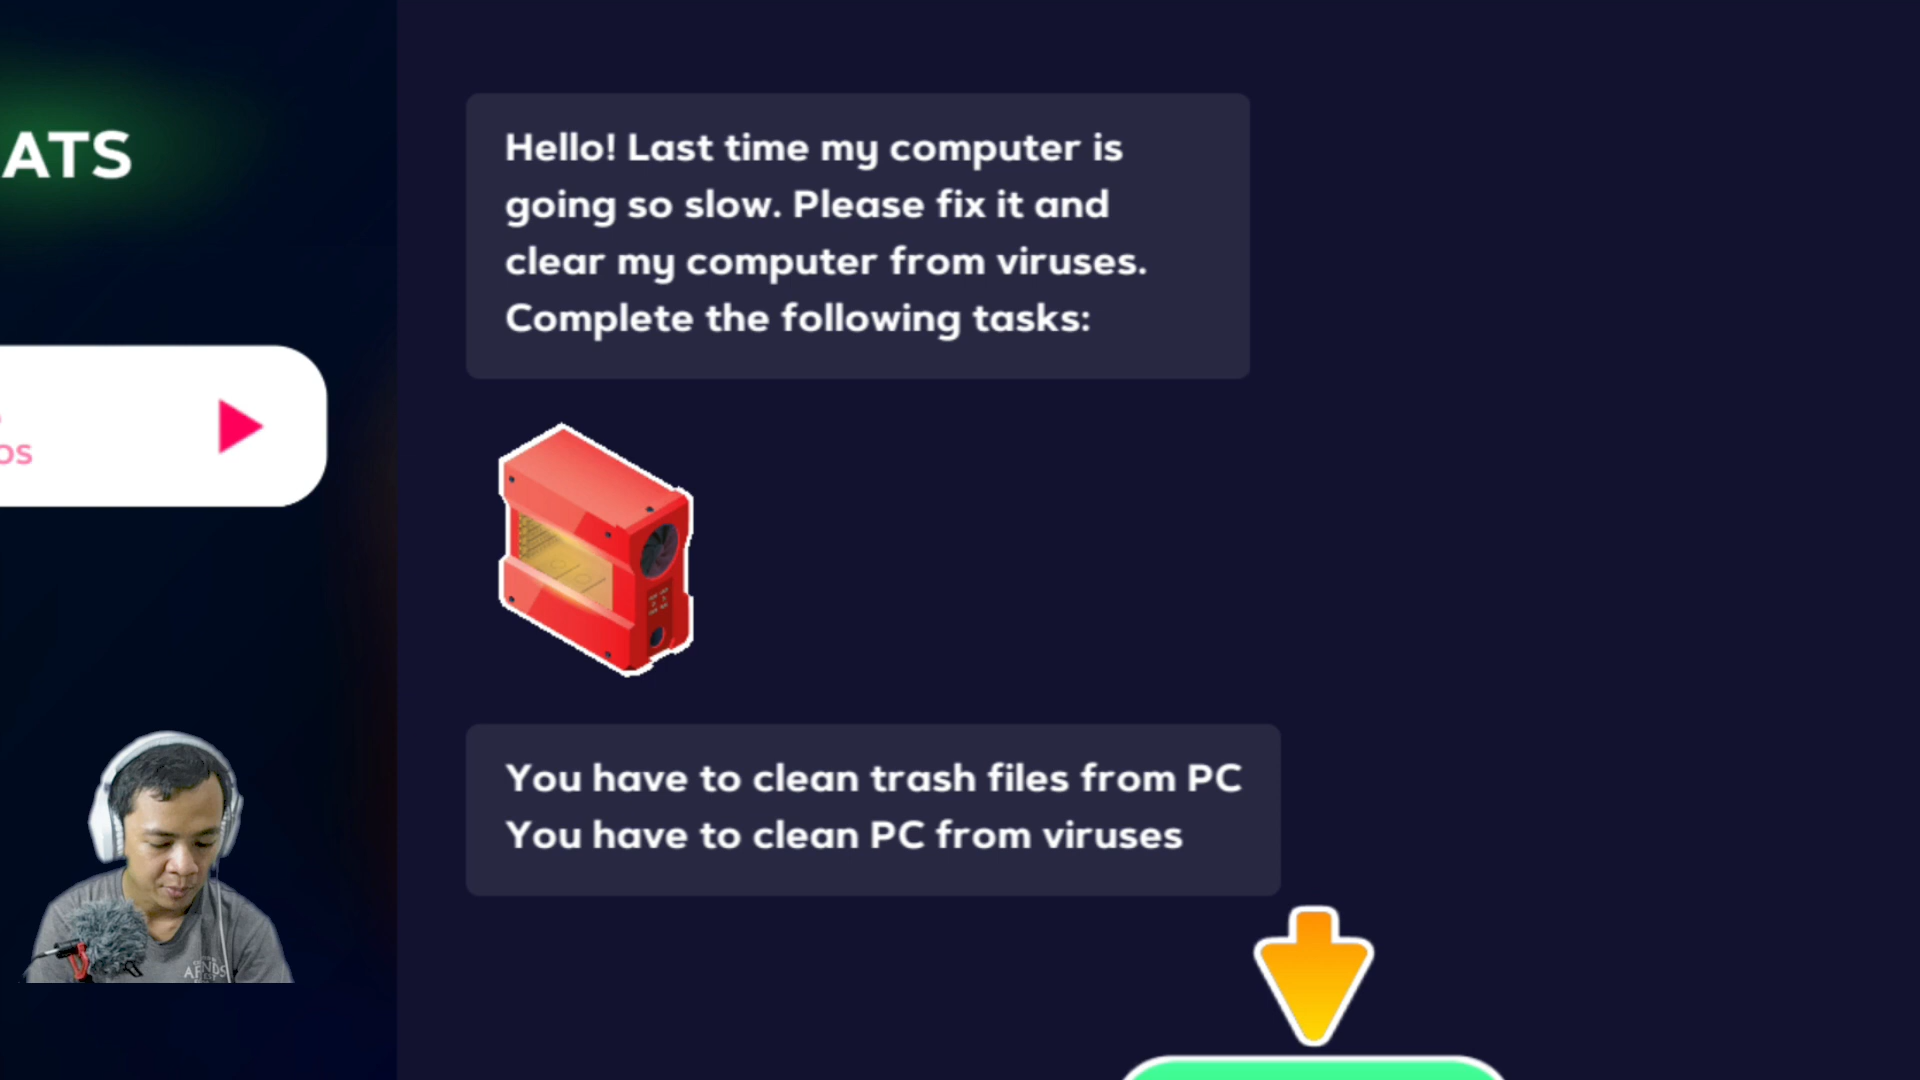 ATS
Hello! Last time my computer is
going so slow. Please fix it and
clear my computer from viruses.
Complete the following tasks:
os
You have to clean trash files from PC
You have to clean PC from viruses